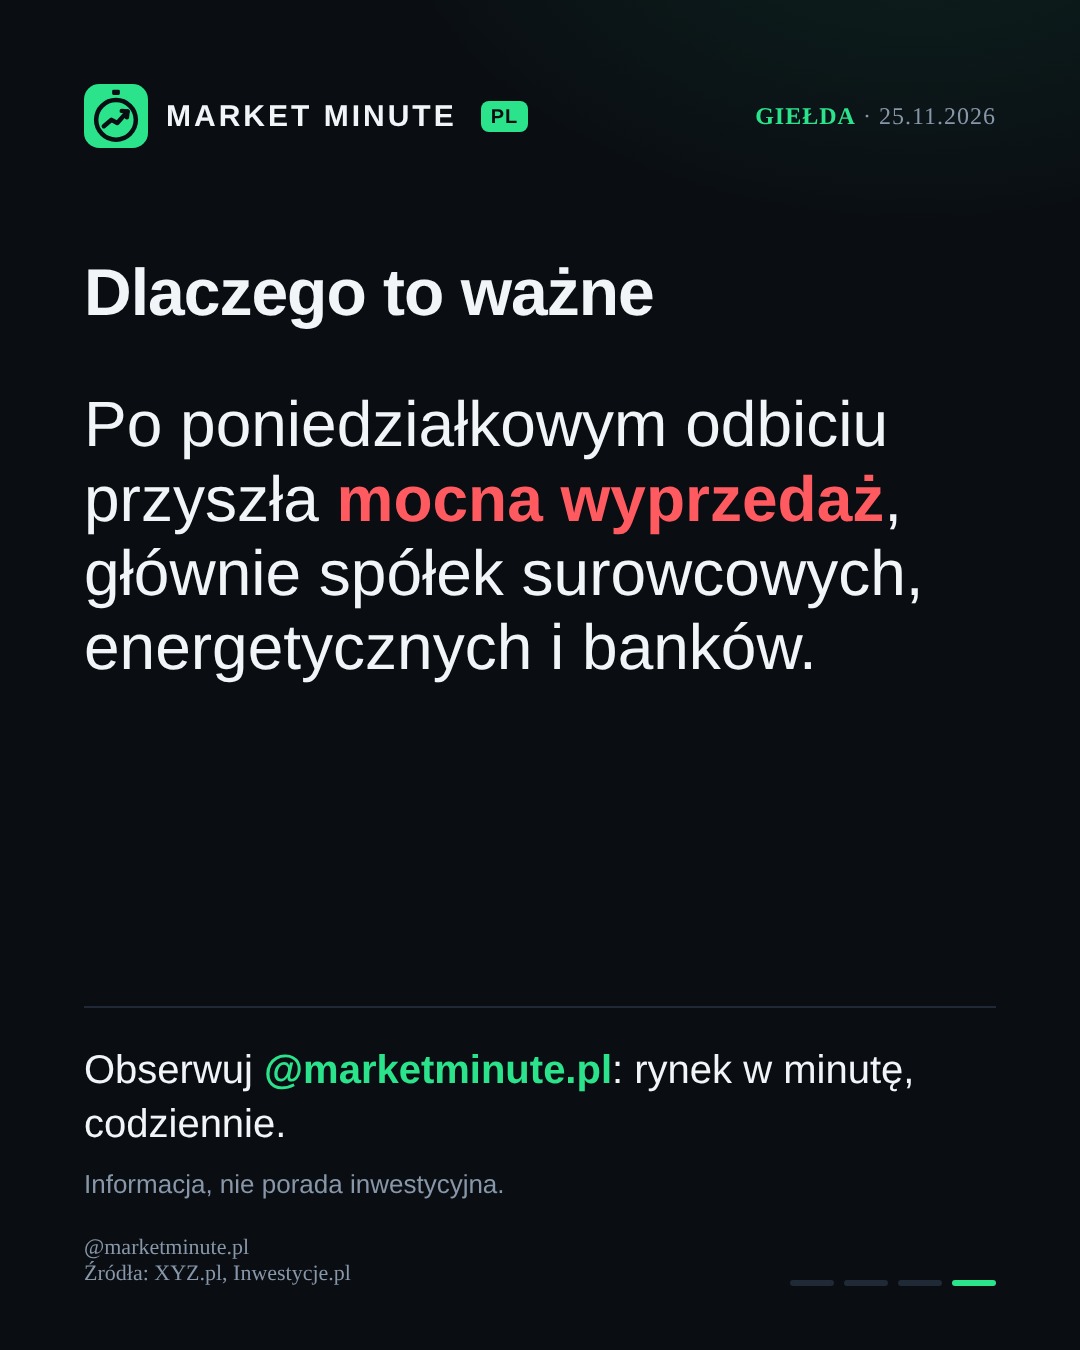 MARKET MINUTE PL
GIEŁDA · 25.11.2026
Dlaczego to ważne
Po poniedziałkowym odbiciu
przyszła mocna wyprzedaż,
głównie spółek surowcowych,
energetycznych i banków.
Obserwuj @marketminute.pl: rynek w minutę,
codziennie.
Informacja, nie porada inwestycyjna.
@marketminute.pl
Źródła: XYZ.pl, Inwestycje.pl